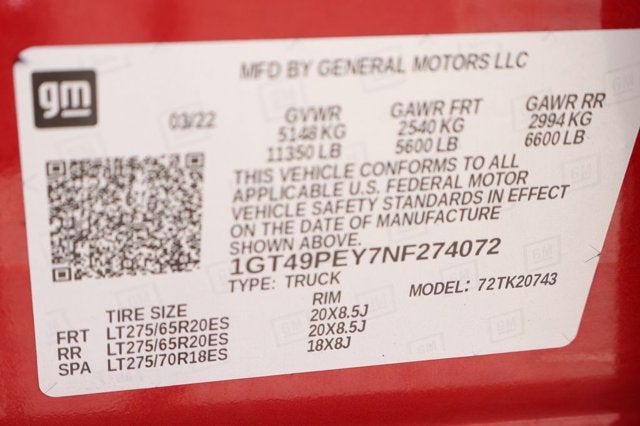 gm
MFD BY GENERAL MOTORS LLC
03/22
GVWR
5148 KG
11350 LB
GAWR FRT
2540 KG
5600 LB
GAWR RR
2994 KG
6600 LB
THIS VEHICLE CONFORMS TO ALL
APPLICABLE U.S. FEDERAL MOTOR
VEHICLE SAFETY STANDARDS IN EFFECT
ON THE DATE OF MANUFACTURE
SHOWN ABOVE.
1GT49PEY7NF274072
TYPE: TRUCK
MODEL: 72TK20743
TIRE SIZE RIM
FRT LT275/65R20ES 20X8.5J
RR LT275/65R20ES 20X8.5J
SPA LT275/70R18ES 18X8J